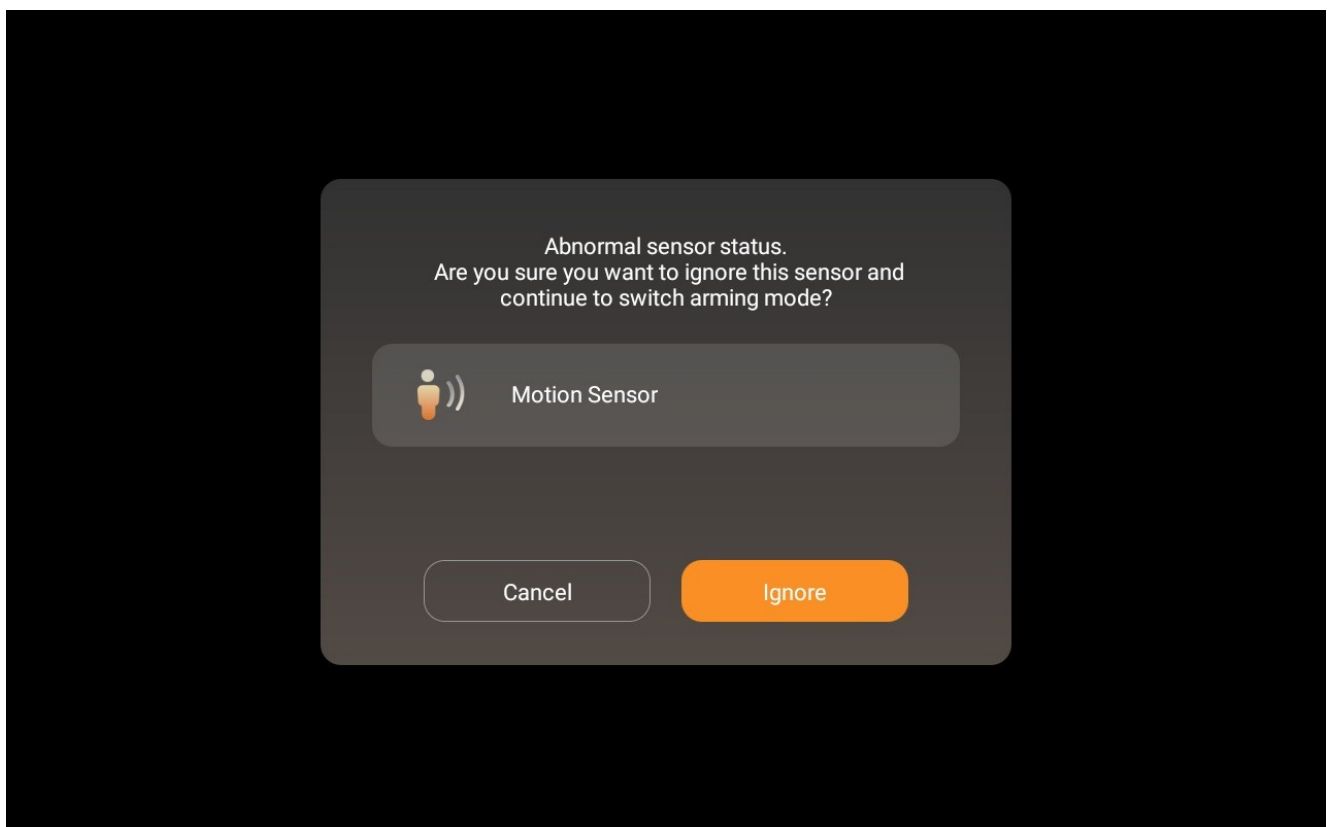 Abnormal sensor status.
Are you sure you want to ignore this sensor and
continue to switch arming mode?
Motion Sensor
Cancel
Ignore